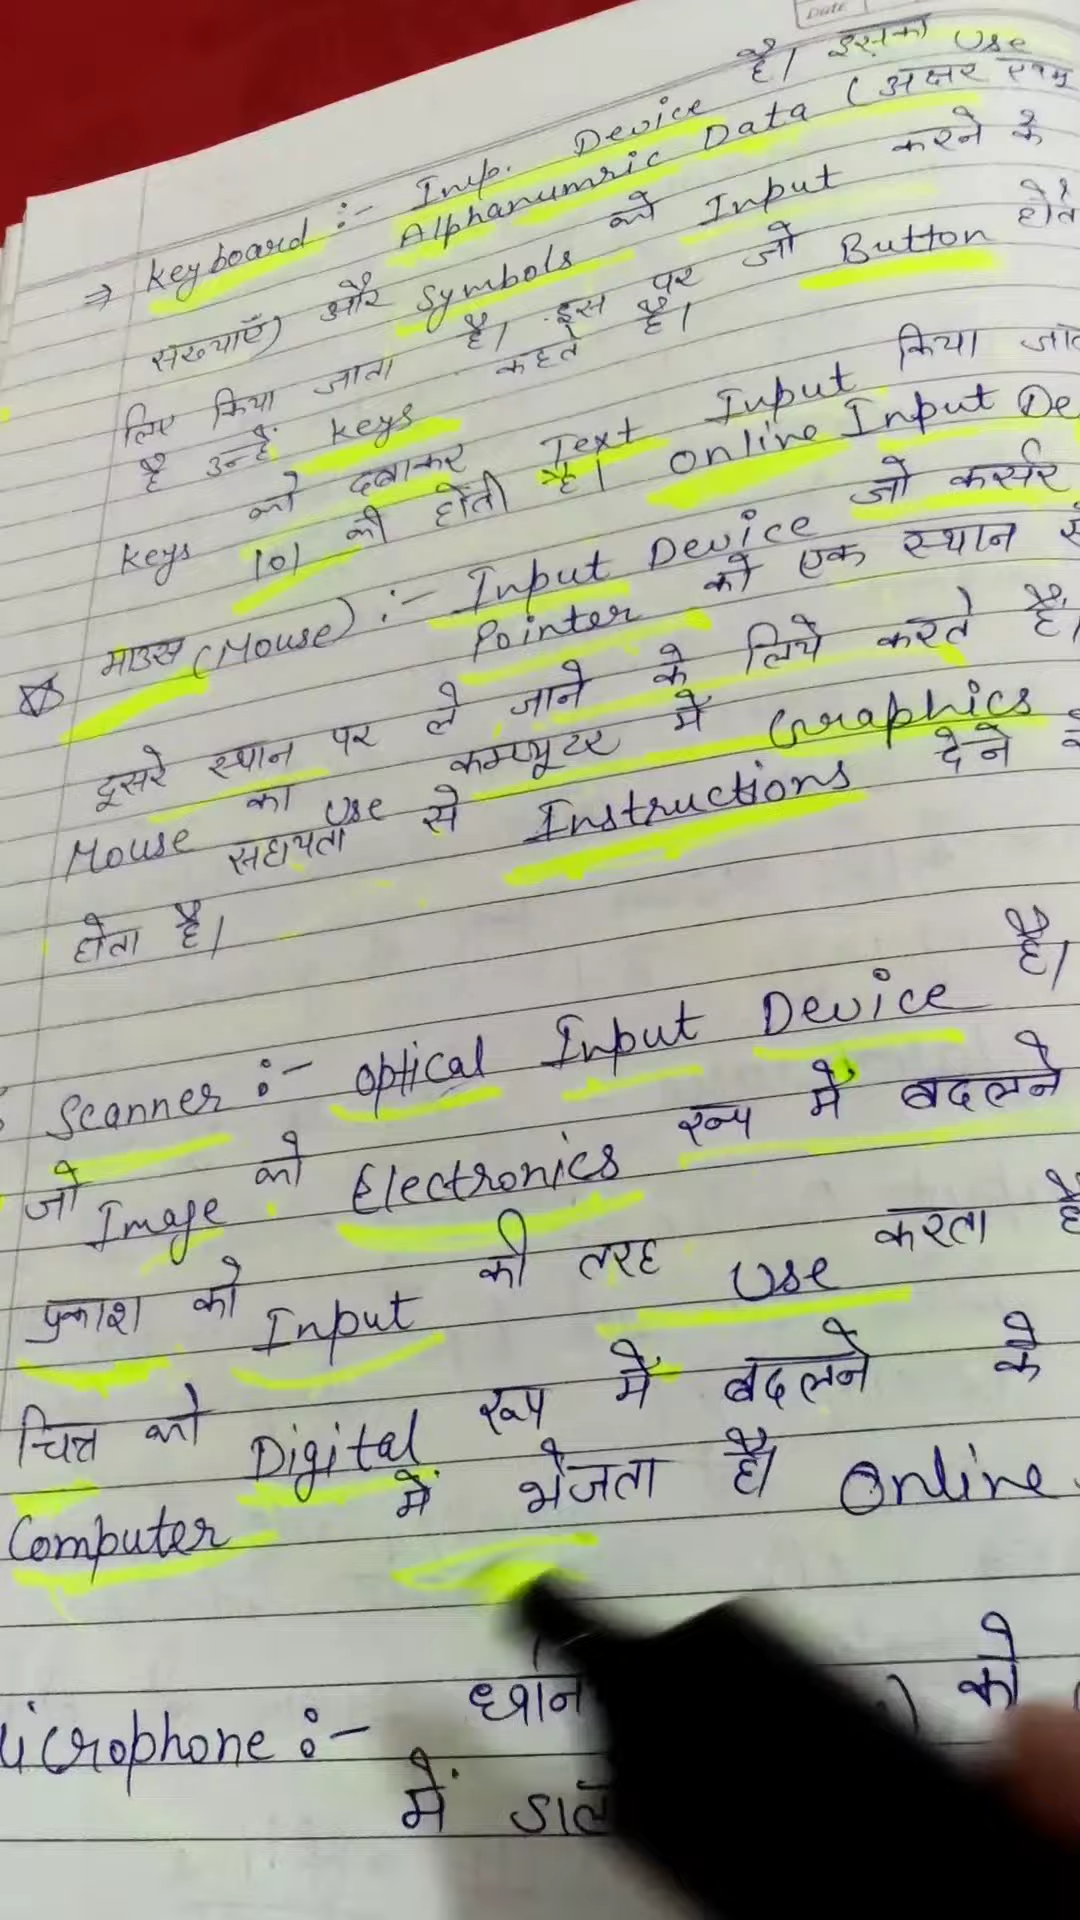 Date
⇒ Keyboard :- Inp. Device है। इसका Use
Alphanumric Data (अक्षर एवम्
संख्याएँ) और Symbols को Input करने के
लिए किया जाता है। इस पर जो Button होते
है उन्हें Keys कहते है।
Keys को दबाकर Text Input किया जा
101 की होती है। Online Input De
माउस (Mouse) :- Input Device जो कर्सर
Pointer को एक स्थान से
दूसरे स्थान पर ले जाने के लिये करते है।
Mouse का Use कम्प्यूटर में Graphics
सहायता से Instructions देने के
होता है।
Scanner :- Optical Input Device है।
जो Image को Electronics रूप में बदलने
प्रकाश को Input की तरह Use करता है
चित्र को Digital रूप में बदलने के
Computer में भेजता है। Online
icrophone :- को
में